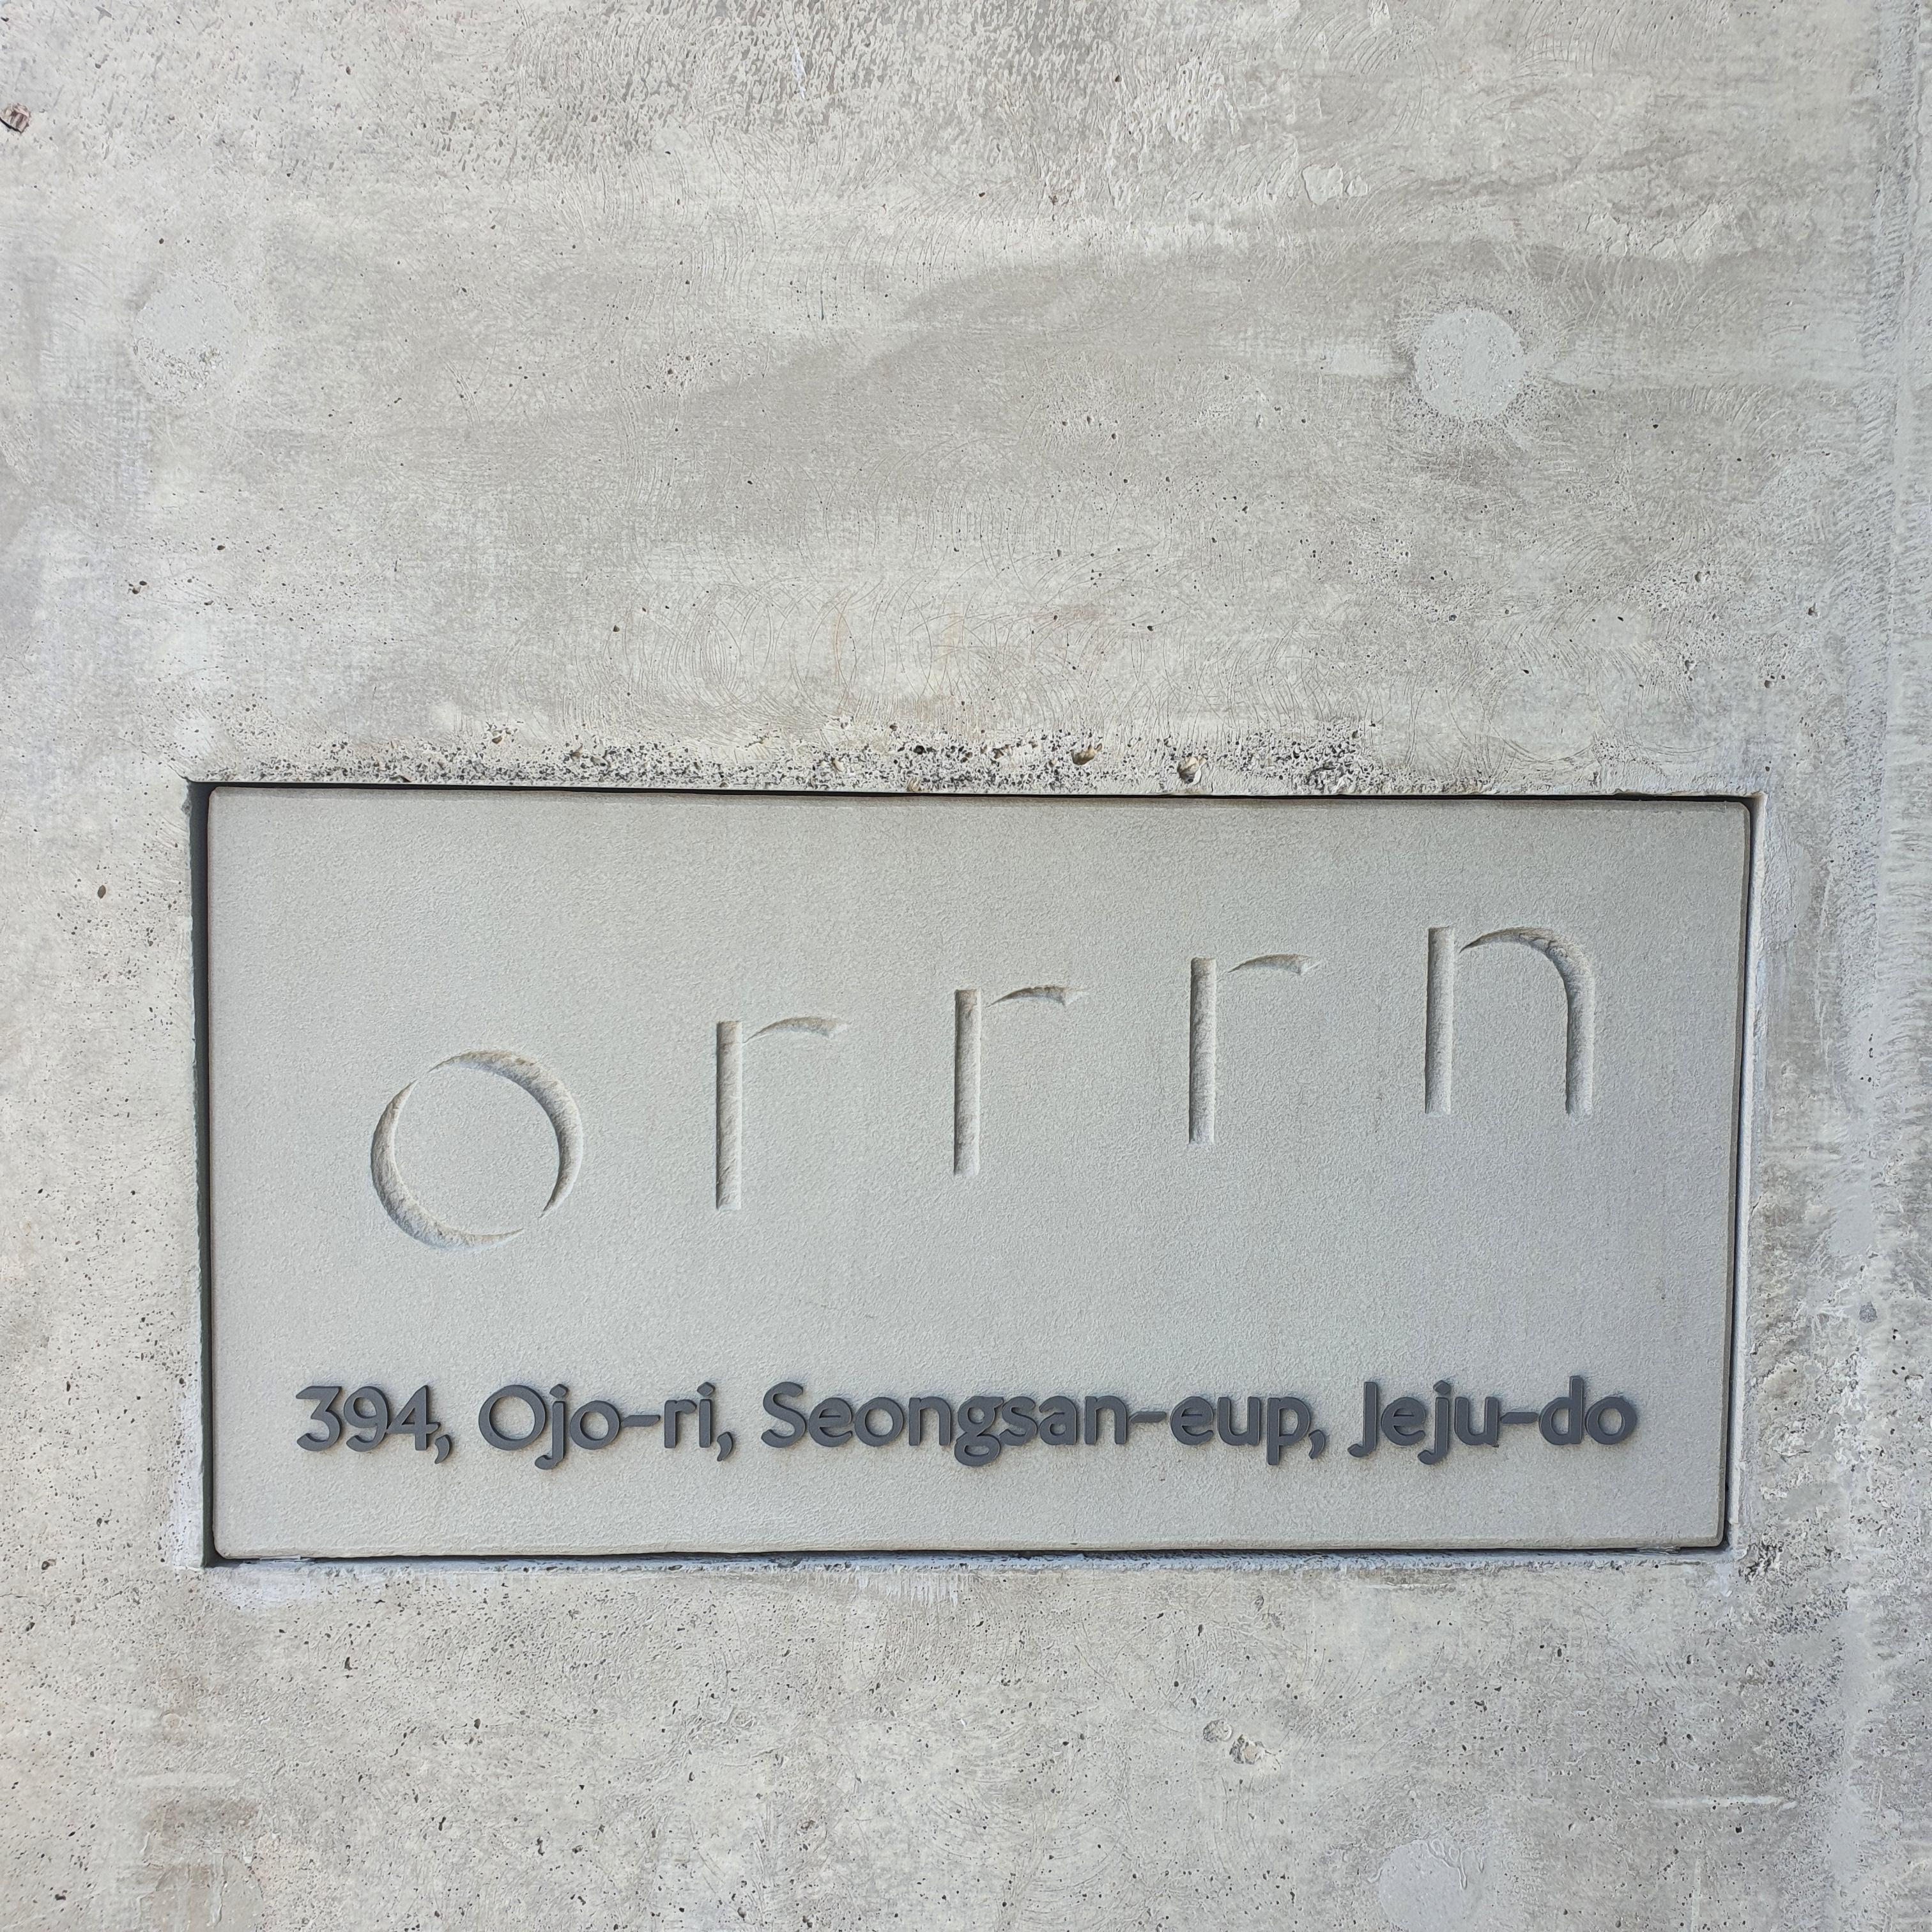 orrrn
394, Ojo-ri, Seongsan-eup, Jeju-do